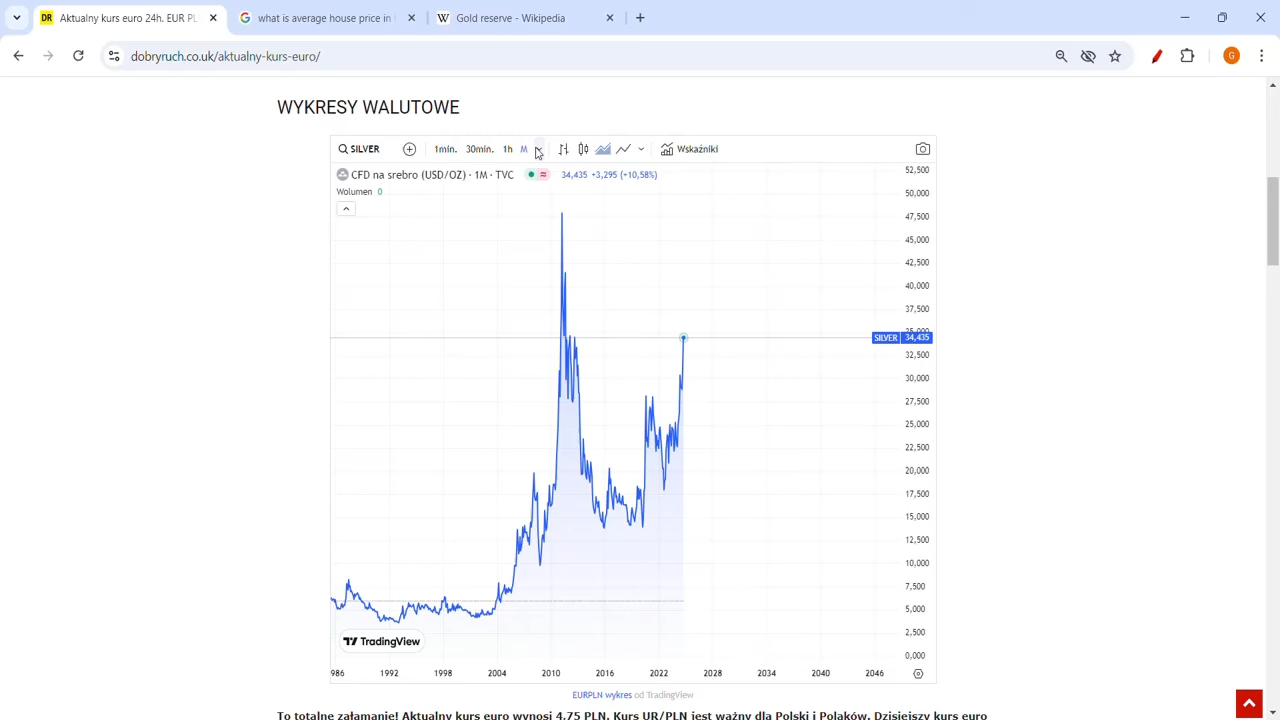 DR Aktualny kurs euro 24h. EUR PL
what is average house price in
Gold reserve - Wikipedia
dobryruch.co.uk/aktualny-kurs-euro/
G
WYKRESY WALUTOWE
SILVER 1min. 30min. 1h M Wskaźniki
CFD na srebro (USD/OZ) · 1M · TVC 34,435 +3,295 (+10,58%)
Wolumen 0
52,500
50,000
47,500
45,000
42,500
40,000
37,500
35,000
SILVER 34,435
32,500
30,000
27,500
25,000
22,500
20,000
17,500
15,000
12,500
10,000
7,500
5,000
2,500
0,000
TradingView
986 1992 1998 2004 2010 2016 2022 2028 2034 2040 2046
EURPLN wykres od TradingView
To totalne załamanie! Aktualny kurs euro wynosi 4,75 PLN. Kurs UR/PLN jest ważny dla Polski i Polaków. Dzisiejszy kurs euro